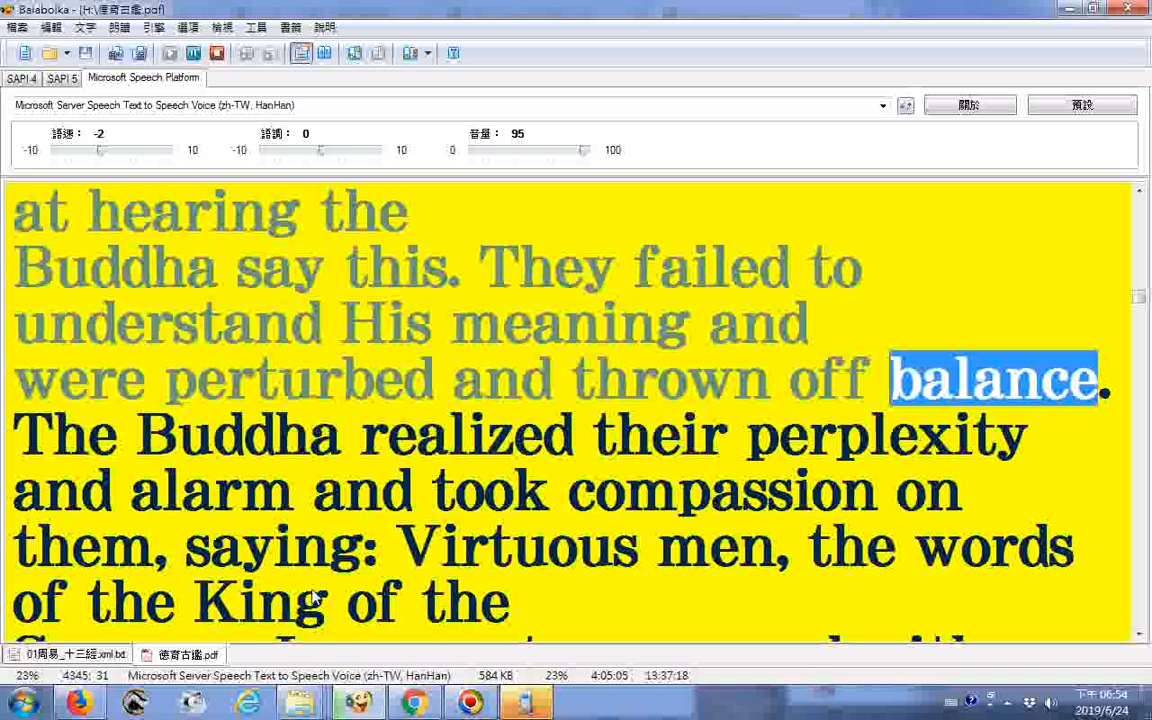 Balabolka - [H:\德育古鑑.pdf]
檔案 編輯 文字 朗讀 引擎 選項 檢視 工具 書籤 說明
SAPI 4 SAPI 5 Microsoft Speech Platform
Microsoft Server Speech Text to Speech Voice (zh-TW, HanHan) 關於 預設
語速: -2 語調: 0 音量: 95
-10 10 -10 10 0 100
at hearing the
Buddha say this. They failed to
understand His meaning and
were perturbed and thrown off balance.
The Buddha realized their perplexity
and alarm and took compassion on
them, saying: Virtuous men, the words
of the King of the
01周易_十三經.xml.txt 德育古鑑.pdf
23% 4345: 31 Microsoft Server Speech Text to Speech Voice (zh-TW, HanHan) 584 KB 23% 4:05:05 13:37:18
下午 06:54
2019/6/24